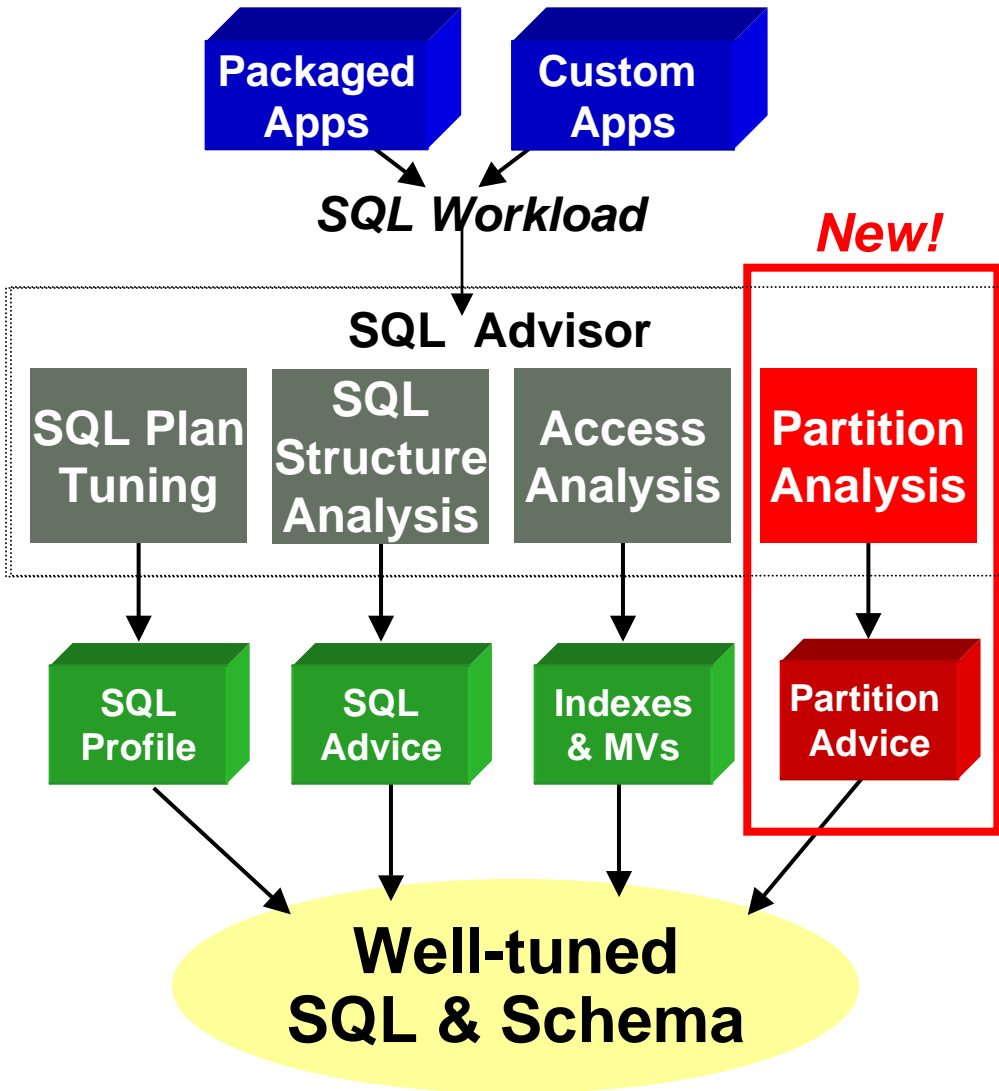 Packaged
Apps
Custom
Apps
SQL Workload
New!
SQL Advisor
SQL Plan
Tuning
SQL
Structure
Analysis
Access
Analysis
Partition
Analysis
SQL
Profile
SQL
Advice
Indexes
& MVs
Partition
Advice
Well-tuned
SQL & Schema